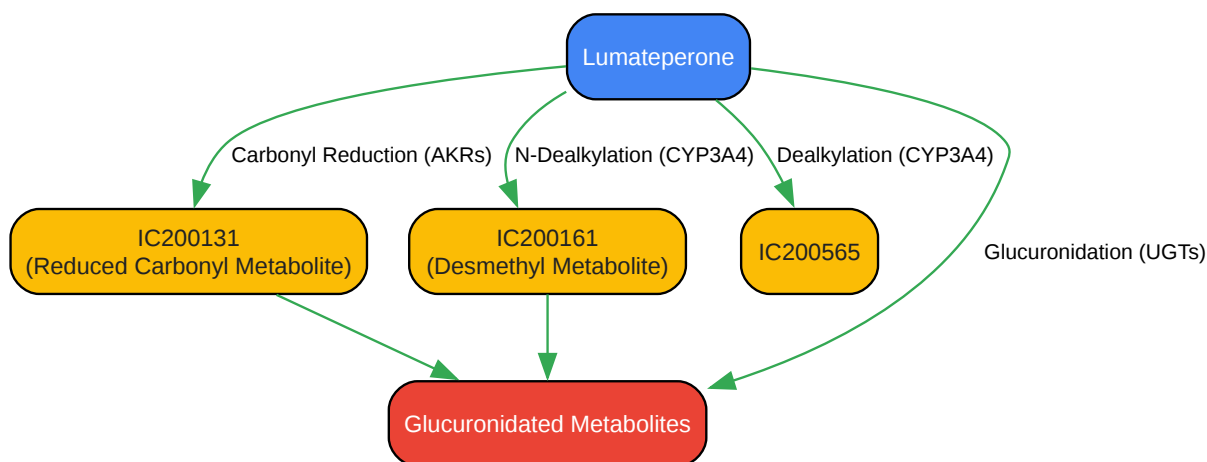 Lumateperone
Carbonyl Reduction (AKRs)
N-Dealkylation (CYP3A4)
Dealkylation (CYP3A4)
IC200131
(Reduced Carbonyl Metabolite)
IC200161
(Desmethyl Metabolite)
IC200565
Glucuronidation (UGTs)
Glucuronidated Metabolites